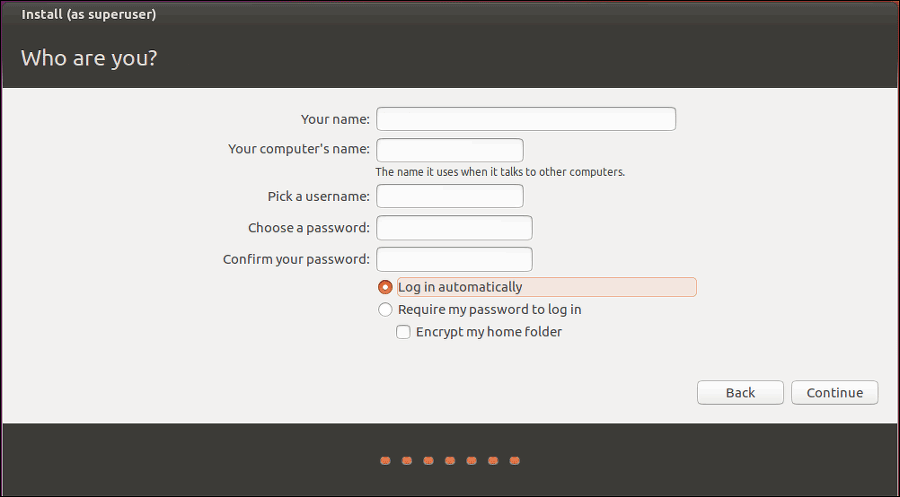 Install (as superuser)
Who are you?
Your name:
Your computer's name:
The name it uses when it talks to other computers.
Pick a username:
Choose a password:
Confirm your password:
Log in automatically
Require my password to log in
Encrypt my home folder
Back Continue